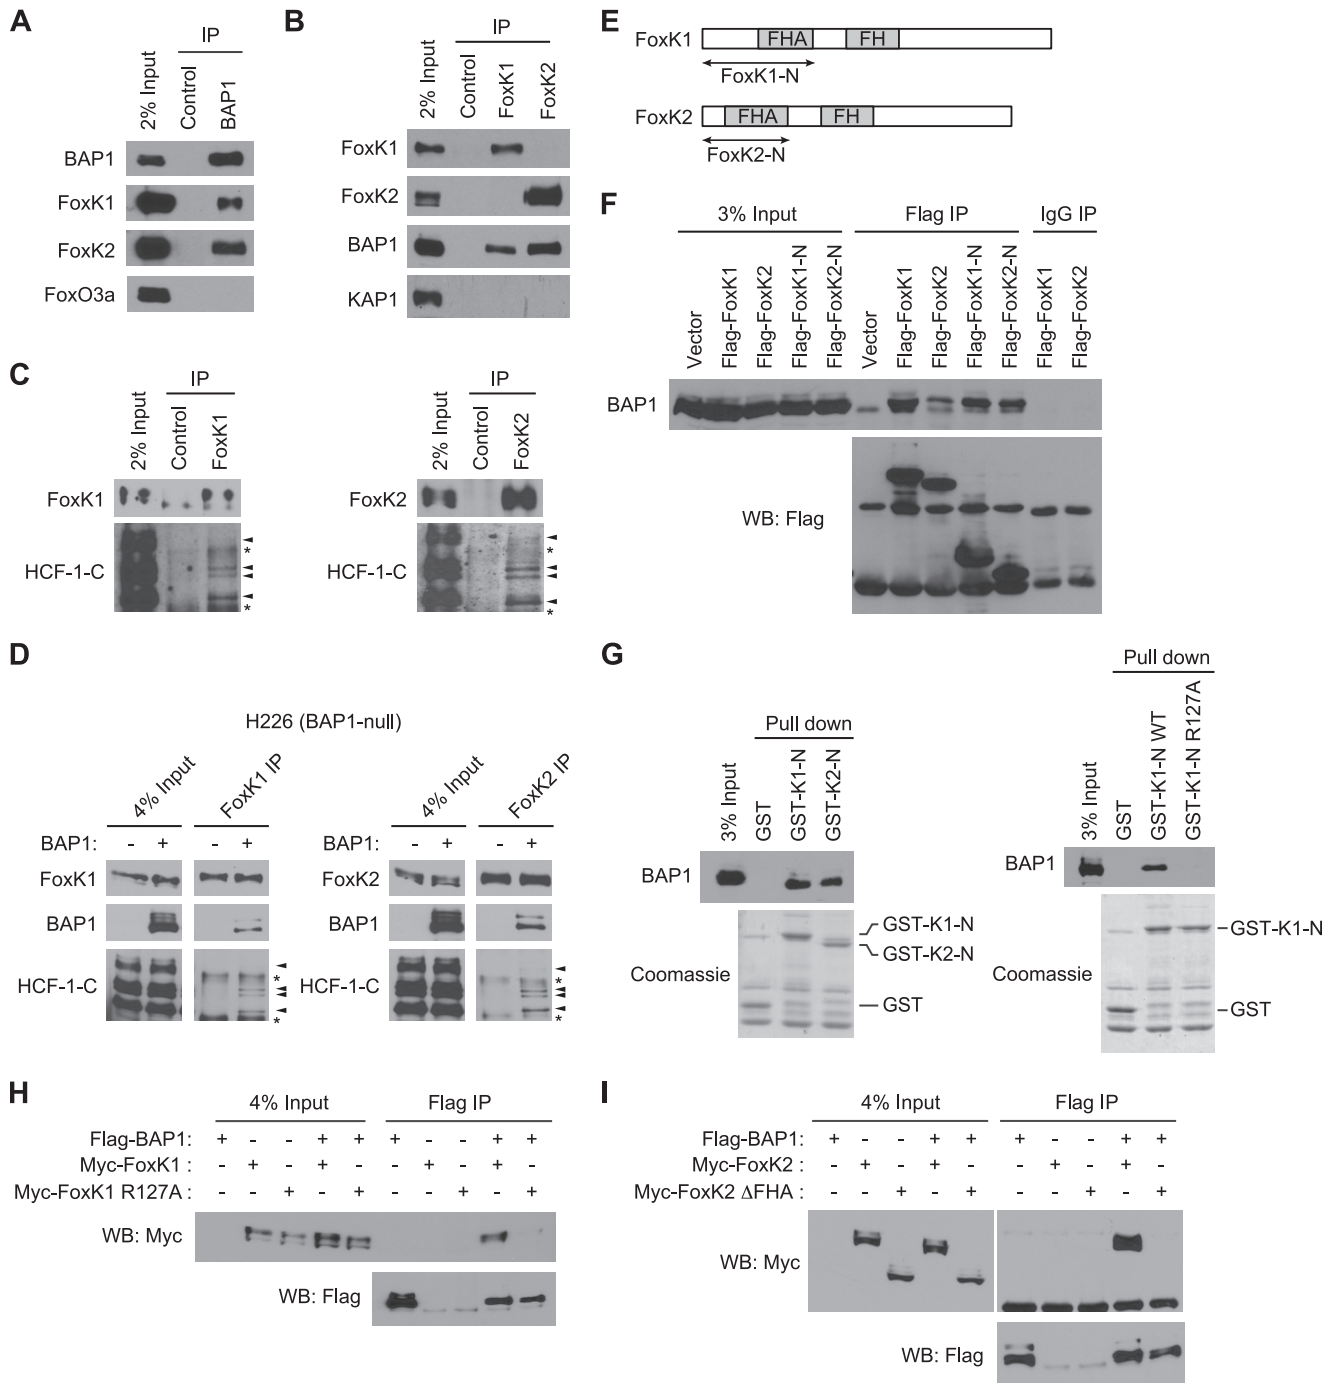 A
IP
2% Input
Control
BAP1
BAP1
FoxK1
FoxK2
FoxO3a
B
IP
2% Input
Control
FoxK1
FoxK2
FoxK1
FoxK2
BAP1
KAP1
C
IP
2% Input
Control
FoxK1
FoxK1
HCF-1-C
*
*
IP
2% Input
Control
FoxK2
FoxK2
HCF-1-C
*
*
D
H226 (BAP1-null)
4% Input
FoxK1 IP
BAP1: - + - +
FoxK1
BAP1
HCF-1-C
*
*
4% Input
FoxK2 IP
BAP1: - + - +
FoxK2
BAP1
HCF-1-C
*
*
E
FoxK1 FHA FH
FoxK1-N
FoxK2 FHA FH
FoxK2-N
F
3% Input Flag IP IgG IP
Vector
Flag-FoxK1
Flag-FoxK2
Flag-FoxK1-N
Flag-FoxK2-N
Vector
Flag-FoxK1
Flag-FoxK2
Flag-FoxK1-N
Flag-FoxK2-N
Flag-FoxK1
Flag-FoxK2
BAP1
WB: Flag
G
Pull down
3% Input
GST
GST-K1-N
GST-K2-N
BAP1
Coomassie
GST-K1-N
GST-K2-N
GST
Pull down
3% Input
GST
GST-K1-N WT
GST-K1-N R127A
BAP1
Coomassie
GST-K1-N
GST
H
4% Input Flag IP
Flag-BAP1: + - - + + + - - + +
Myc-FoxK1 : - + - + - - + - + -
Myc-FoxK1 R127A : - - + - + - - + - +
WB: Myc
WB: Flag
I
4% Input Flag IP
Flag-BAP1: + - - + + + - - + +
Myc-FoxK2 : - + - + - - + - + -
Myc-FoxK2 ΔFHA : - - + - + - - + - +
WB: Myc
WB: Flag